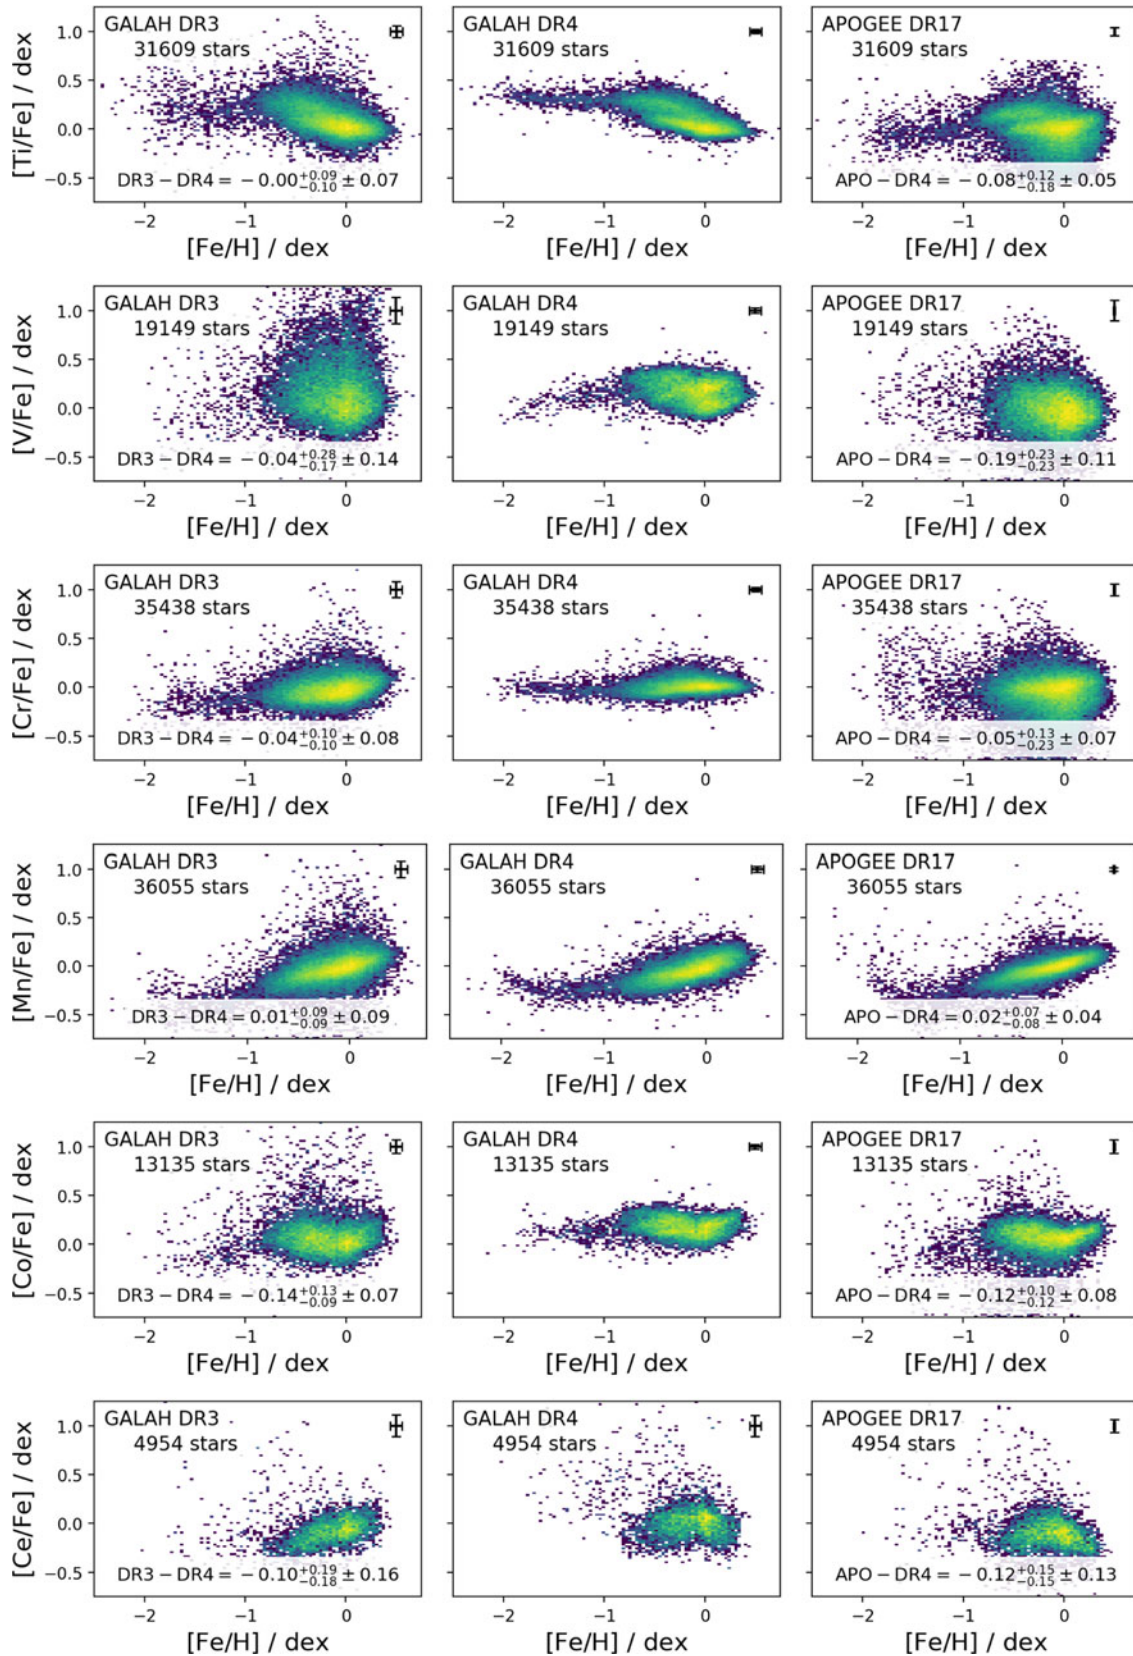 GALAH DR3
31609 stars
DR3 − DR4 = −0.00 +0.09 −0.10 ± 0.07
1.0
0.5
0.0
−0.5
[Ti/Fe] / dex
−2 −1 0
[Fe/H] / dex
GALAH DR4
31609 stars
−2 −1 0
[Fe/H] / dex
APOGEE DR17
31609 stars
APO − DR4 = −0.08 +0.12 −0.18 ± 0.05
−2 −1 0
[Fe/H] / dex
GALAH DR3
19149 stars
DR3 − DR4 = −0.04 +0.28 −0.17 ± 0.14
1.0
0.5
0.0
−0.5
[V/Fe] / dex
−2 −1 0
[Fe/H] / dex
GALAH DR4
19149 stars
−2 −1 0
[Fe/H] / dex
APOGEE DR17
19149 stars
APO − DR4 = −0.19 +0.23 −0.23 ± 0.11
−2 −1 0
[Fe/H] / dex
GALAH DR3
35438 stars
DR3 − DR4 = −0.04 +0.10 −0.10 ± 0.08
1.0
0.5
0.0
−0.5
[Cr/Fe] / dex
−2 −1 0
[Fe/H] / dex
GALAH DR4
35438 stars
−2 −1 0
[Fe/H] / dex
APOGEE DR17
35438 stars
APO − DR4 = −0.05 +0.13 −0.23 ± 0.07
−2 −1 0
[Fe/H] / dex
GALAH DR3
36055 stars
DR3 − DR4 = 0.01 +0.09 −0.09 ± 0.09
1.0
0.5
0.0
−0.5
[Mn/Fe] / dex
−2 −1 0
[Fe/H] / dex
GALAH DR4
36055 stars
−2 −1 0
[Fe/H] / dex
APOGEE DR17
36055 stars
APO − DR4 = 0.02 +0.07 −0.08 ± 0.04
−2 −1 0
[Fe/H] / dex
GALAH DR3
13135 stars
DR3 − DR4 = −0.14 +0.13 −0.09 ± 0.07
1.0
0.5
0.0
−0.5
[Co/Fe] / dex
−2 −1 0
[Fe/H] / dex
GALAH DR4
13135 stars
−2 −1 0
[Fe/H] / dex
APOGEE DR17
13135 stars
APO − DR4 = −0.12 +0.10 −0.12 ± 0.08
−2 −1 0
[Fe/H] / dex
GALAH DR3
4954 stars
DR3 − DR4 = −0.10 +0.19 −0.18 ± 0.16
1.0
0.5
0.0
−0.5
[Ce/Fe] / dex
−2 −1 0
[Fe/H] / dex
GALAH DR4
4954 stars
−2 −1 0
[Fe/H] / dex
APOGEE DR17
4954 stars
APO − DR4 = −0.12 +0.15 −0.15 ± 0.13
−2 −1 0
[Fe/H] / dex